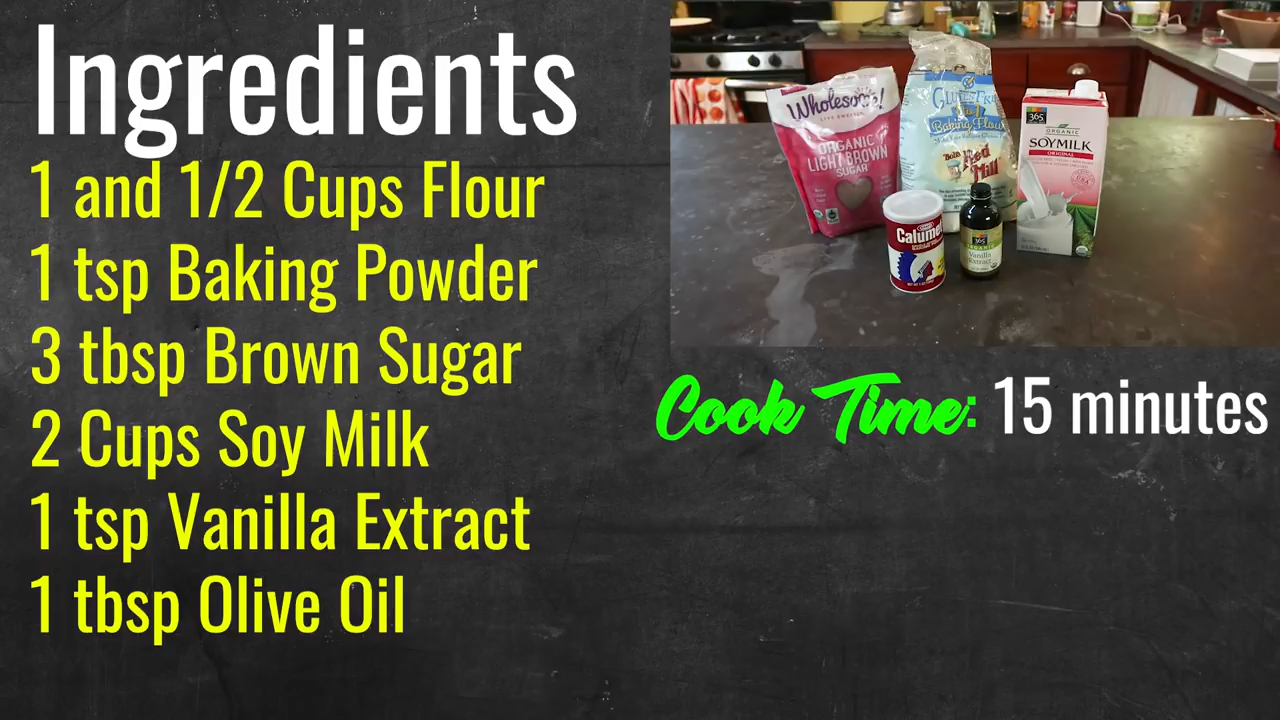 Ingredients
1 and 1/2 Cups Flour
1 tsp Baking Powder
3 tbsp Brown Sugar
2 Cups Soy Milk
1 tsp Vanilla Extract
1 tbsp Olive Oil
Wholesome!
ORGANIC
LIGHT BROWN
SUGAR
Baking Flour
Bob's Red
Mill
365
ORGANIC
SOYMILK
ORIGINAL
Calumet
365
ORGANIC
Vanilla
Extract
Cook Time: 15 minutes